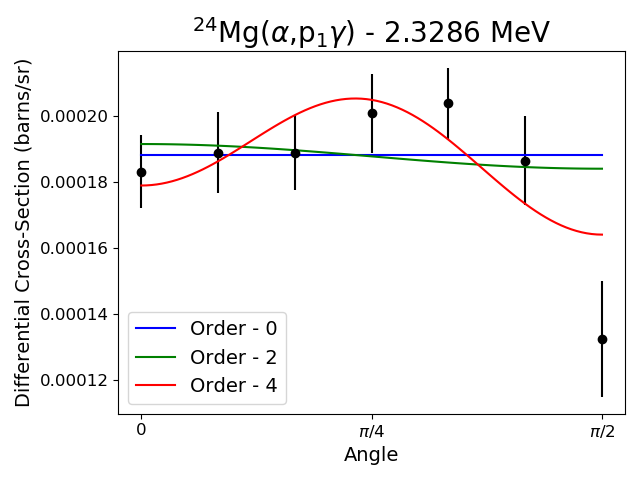 ²⁴Mg(α,p₁γ) - 2.3286 MeV
Differential Cross-Section (barns/sr)
0.00020
0.00018
0.00016
0.00014
0.00012
Order - 0
Order - 2
Order - 4
0 π/4 π/2
Angle